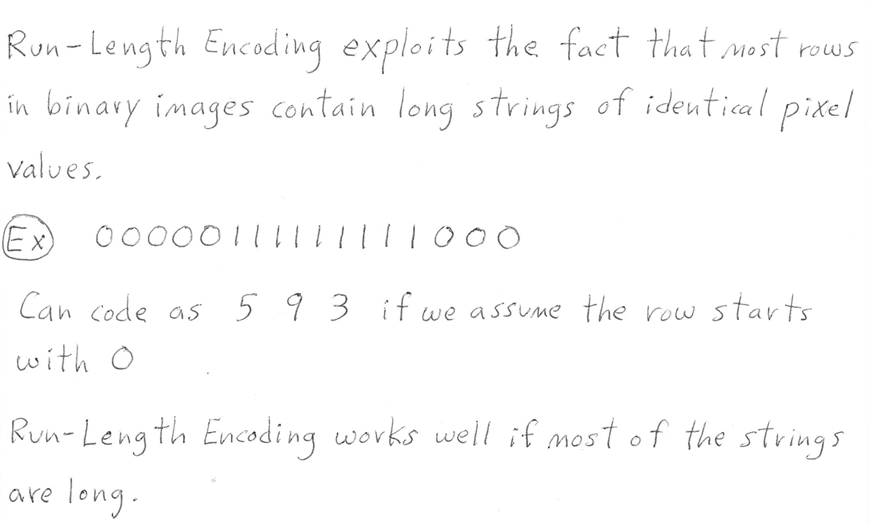 Run-Length Encoding exploits the fact that most rows
in binary images contain long strings of identical pixel
values.
Ex 00000111111111000
Can code as 5 9 3 if we assume the row starts
with 0
Run-Length Encoding works well if most of the strings
are long.